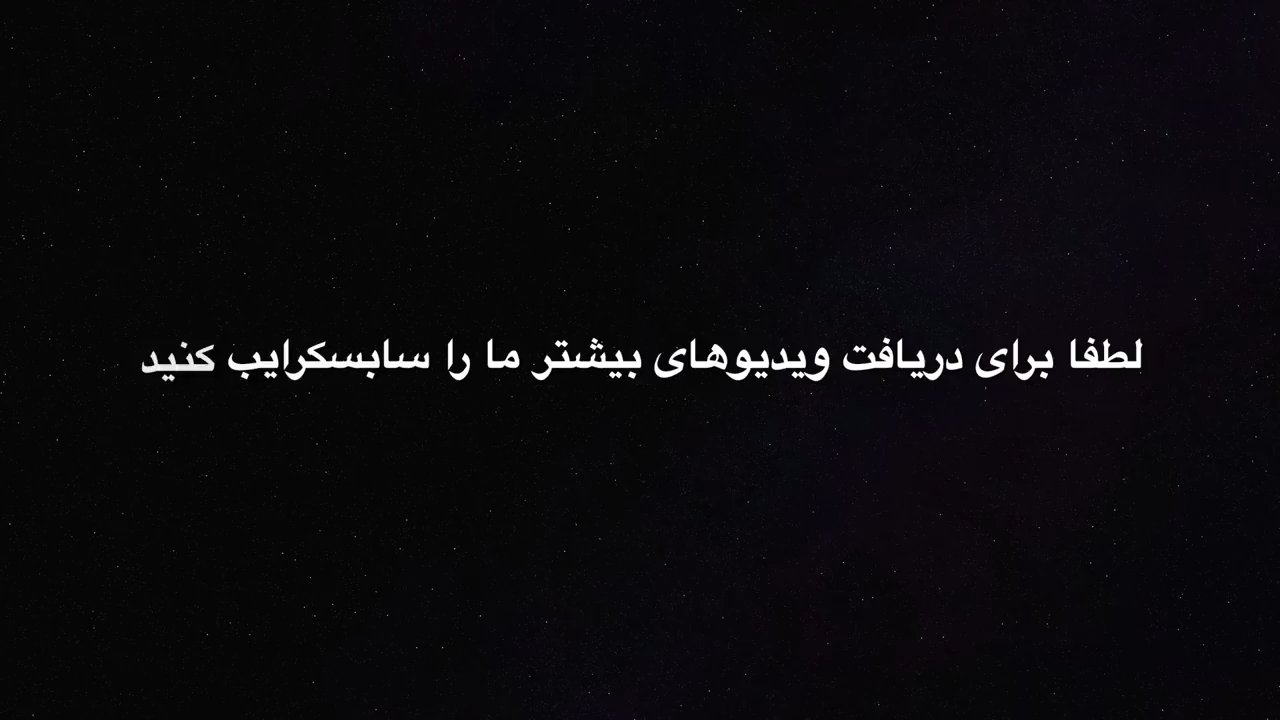 لطفا برای دریافت ویدیوهای بیشتر ما را سابسکرایب کنید